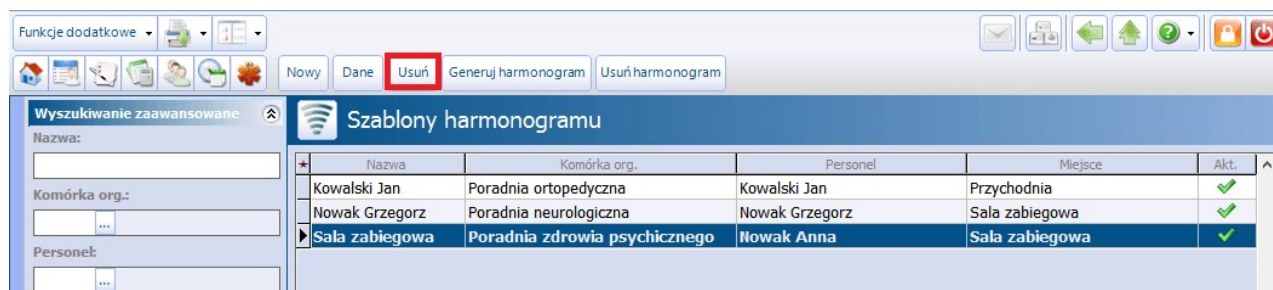 Funkcje dodatkowe
Nowy Dane Usuń Generuj harmonogram Usuń harmonogram
Wyszukiwanie zaawansowane
Szablony harmonogramu
Nazwa:
Nazwa Komórka org. Personel Miejsce Akt.
Kowalski Jan Poradnia ortopedyczna Kowalski Jan Przychodnia
Komórka org.:
Nowak Grzegorz Poradnia neurologiczna Nowak Grzegorz Sala zabiegowa
...
Sala zabiegowa Poradnia zdrowia psychicznego Nowak Anna Sala zabiegowa
Personel:
...